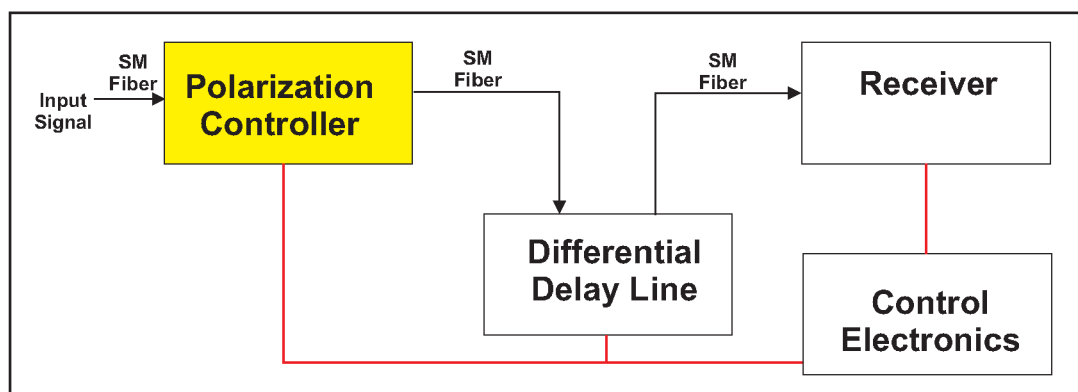 Input
Signal
SM
Fiber
Polarization
Controller
SM
Fiber
Differential
Delay Line
SM
Fiber
Receiver
Control
Electronics